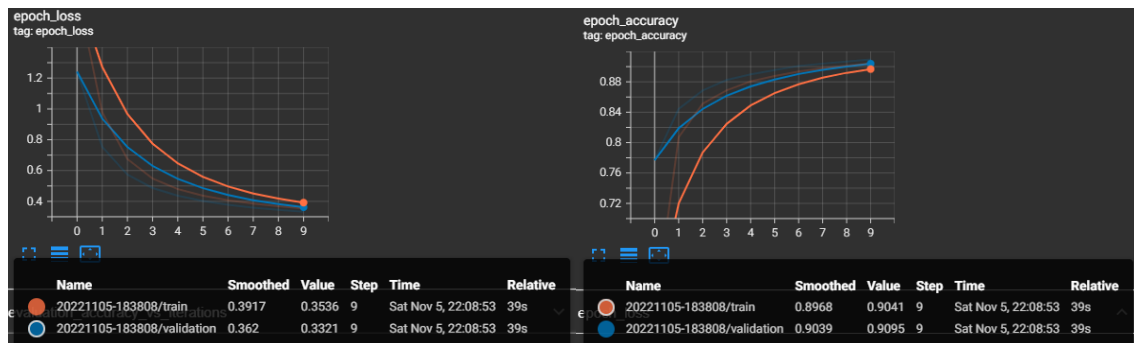 epoch_loss
tag: epoch_loss
1.2
1
0.8
0.6
0.4
0 1 2 3 4 5 6 7 8 9
Name Smoothed Value Step Time Relative
20221105-183808/train 0.3917 0.3536 9 Sat Nov 5, 22:08:53 39s
evaluation_accuracy_vs_iterations
20221105-183808/validation 0.362 0.3321 9 Sat Nov 5, 22:08:53 39s
epoch_accuracy
tag: epoch_accuracy
0.88
0.84
0.8
0.76
0.72
0 1 2 3 4 5 6 7 8 9
Name Smoothed Value Step Time Relative
20221105-183808/train 0.8968 0.9041 9 Sat Nov 5, 22:08:53 39s
epoch_loss
20221105-183808/validation 0.9039 0.9095 9 Sat Nov 5, 22:08:53 39s